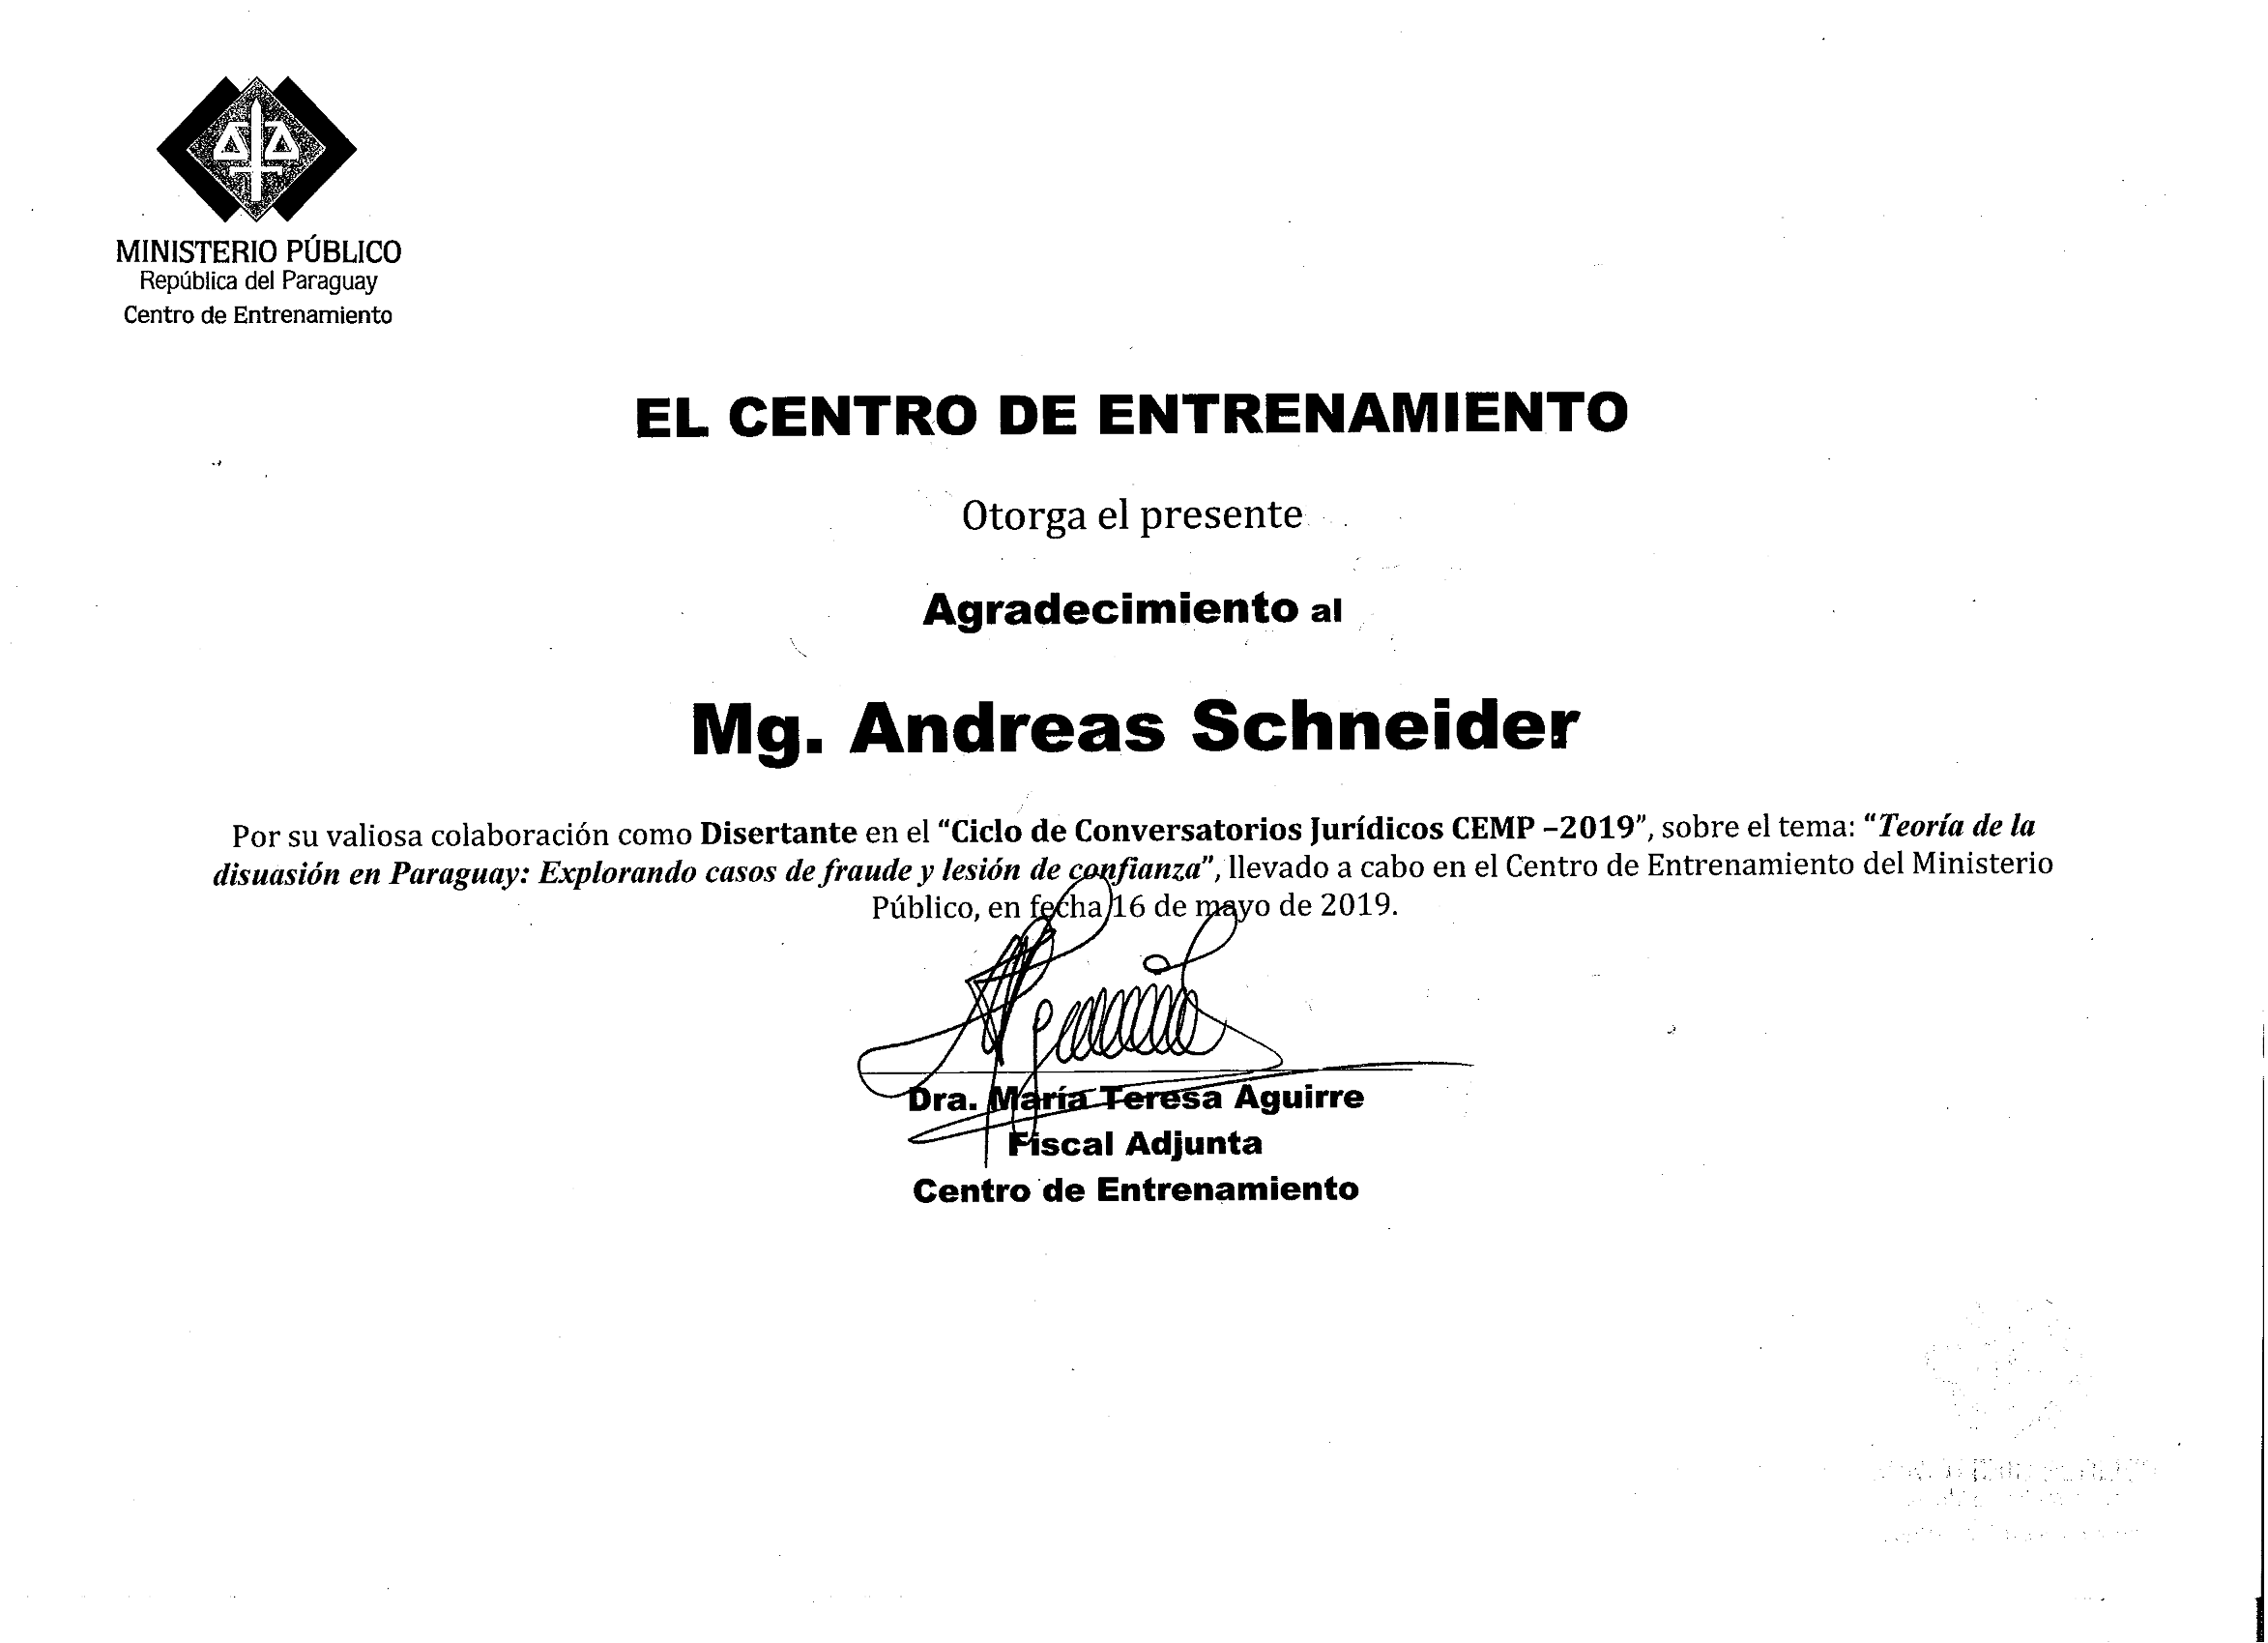 MINISTERIO PÚBLICO
República del Paraguay
Centro de Entrenamiento
EL CENTRO DE ENTRENAMIENTO
Otorga el presente
Agradecimiento al
Mg. Andreas Schneider
Por su valiosa colaboración como Disertante en el “Ciclo de Conversatorios Jurídicos CEMP –2019”, sobre el tema: “Teoría de la
disuasión en Paraguay: Explorando casos de fraude y lesión de confianza”, llevado a cabo en el Centro de Entrenamiento del Ministerio
Público, en fecha 16 de mayo de 2019.
Dra. María Teresa Aguirre
Fiscal Adjunta
Centro de Entrenamiento